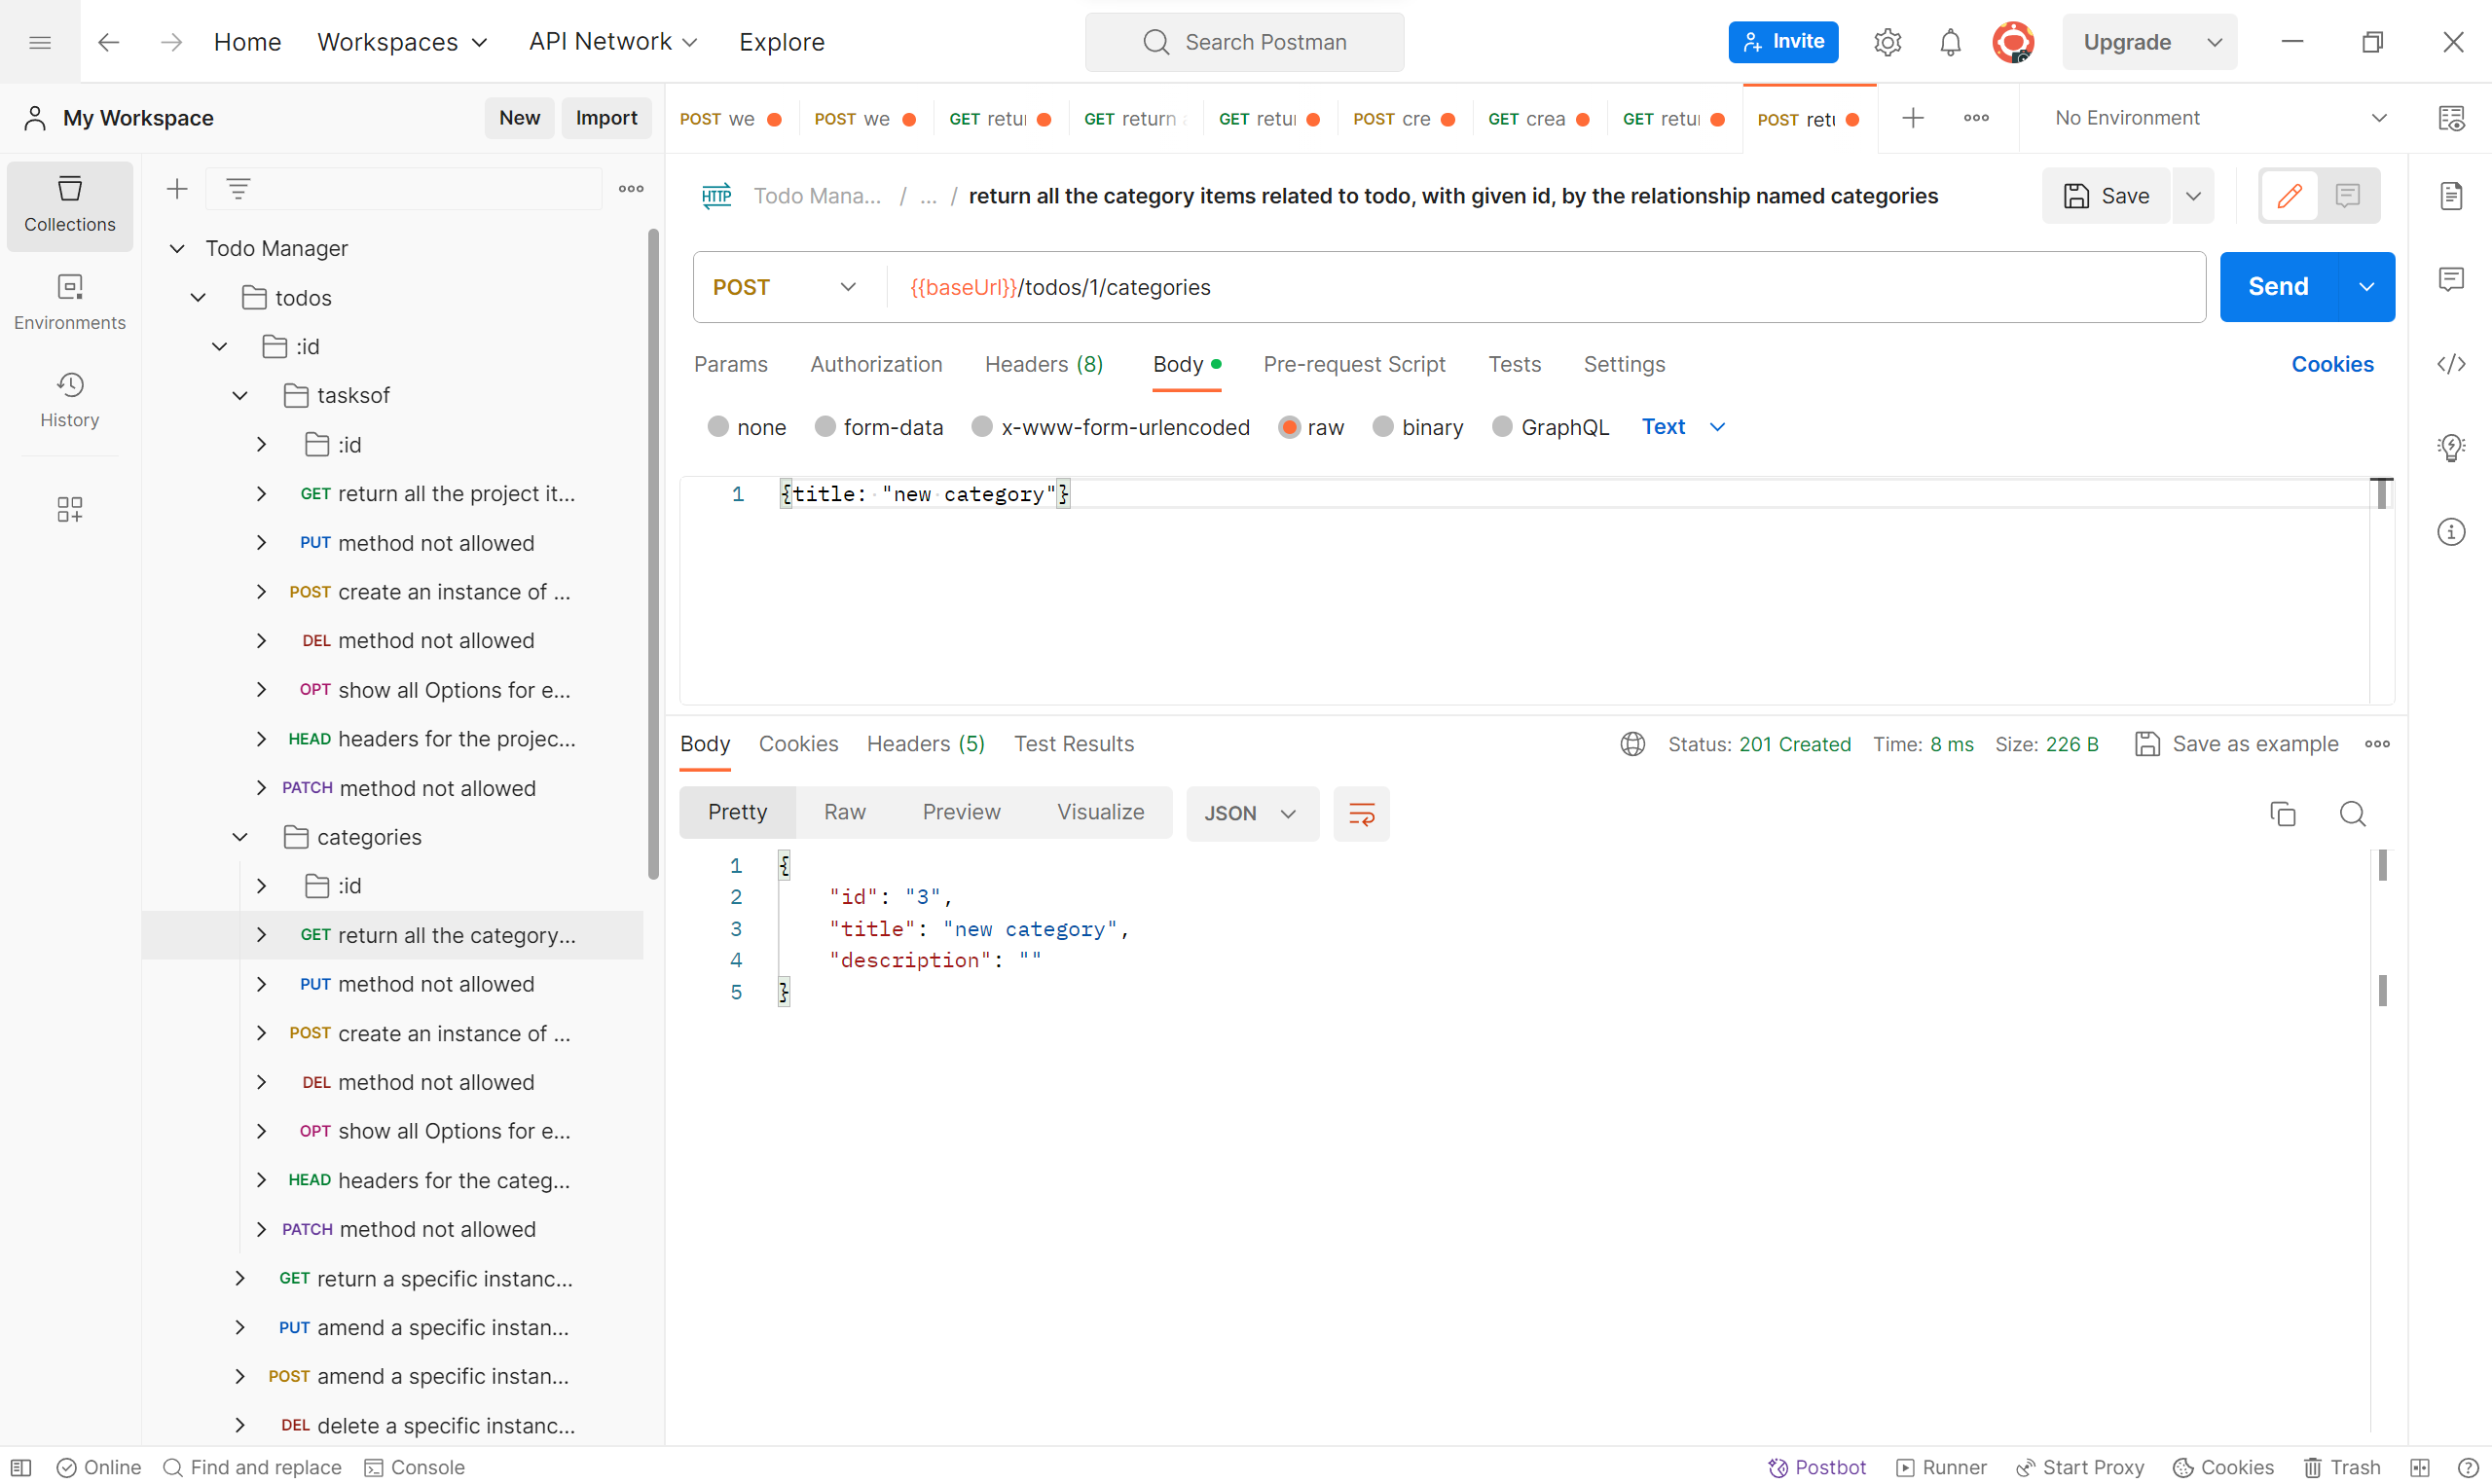 Home Workspaces API Network Explore Search Postman Invite Upgrade
My Workspace New Import POST we POST we GET retu GET return GET retu POST cre GET crea GET retu POST retu No Environment
Collections
Environments
History
Todo Manager
todos
:id
tasksof
:id
GET return all the project it...
PUT method not allowed
POST create an instance of ...
DEL method not allowed
OPT show all Options for e...
HEAD headers for the projec...
PATCH method not allowed
categories
:id
GET return all the category...
PUT method not allowed
POST create an instance of ...
DEL method not allowed
OPT show all Options for e...
HEAD headers for the categ...
PATCH method not allowed
GET return a specific instanc...
PUT amend a specific instan...
POST amend a specific instan...
DEL delete a specific instanc...
HTTP Todo Mana... / ... / return all the category items related to todo, with given id, by the relationship named categories Save
POST {{baseUrl}}/todos/1/categories Send
Params Authorization Headers (8) Body Pre-request Script Tests Settings Cookies
none form-data x-www-form-urlencoded raw binary GraphQL Text
1 {title: "new category"}
Body Cookies Headers (5) Test Results Status: 201 Created Time: 8 ms Size: 226 B Save as example
Pretty Raw Preview Visualize JSON
1 {
2 "id": "3",
3 "title": "new category",
4 "description": ""
5 }
Online Find and replace Console Postbot Runner Start Proxy Cookies Trash